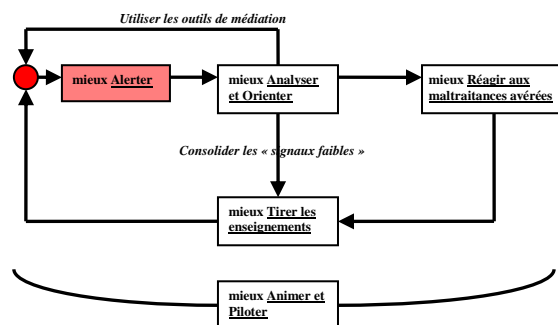 Utiliser les outils de médiation
mieux Alerter
mieux Analyser
et Orienter
mieux Réagir aux
maltraitances avérées
Consolider les « signaux faibles »
mieux Tirer les
enseignements
mieux Animer et
Piloter